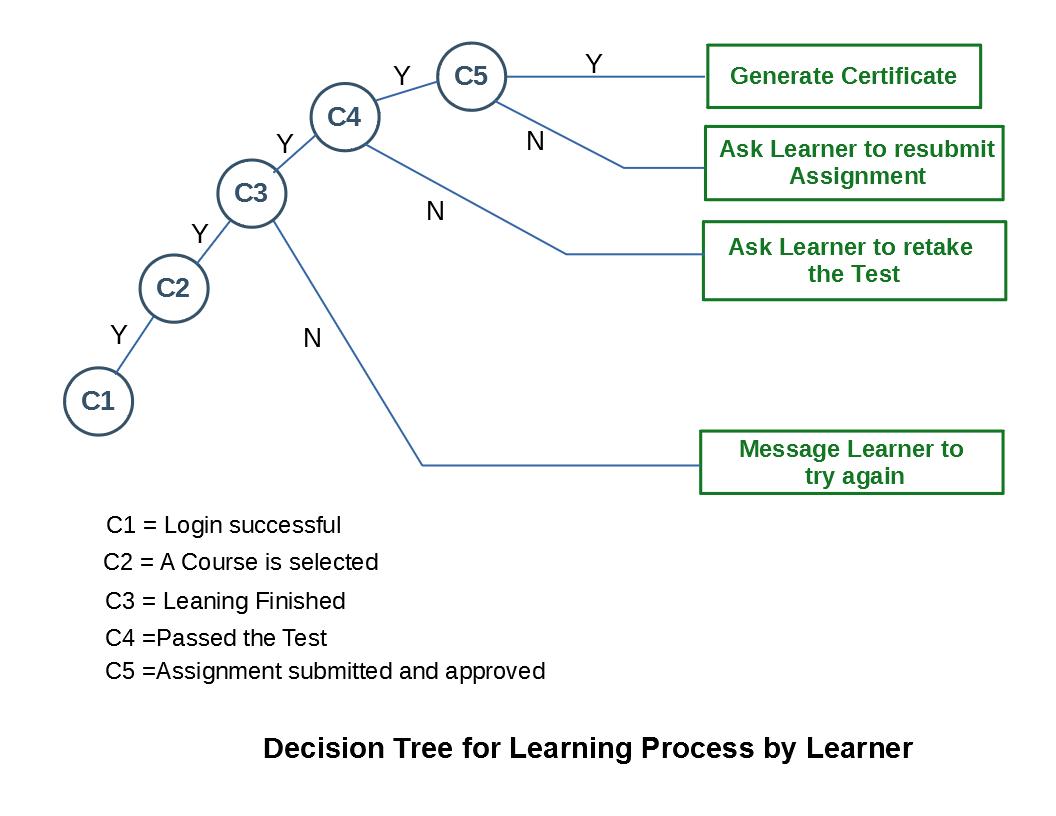 Y
C5
Y
Generate Certificate
C4
N
Ask Learner to resubmit
Assignment
Y
C3
N
Ask Learner to retake
the Test
Y
C2
Y
N
C1
Message Learner to
try again
C1 = Login successful
C2 = A Course is selected
C3 = Leaning Finished
C4 =Passed the Test
C5 =Assignment submitted and approved
Decision Tree for Learning Process by Learner